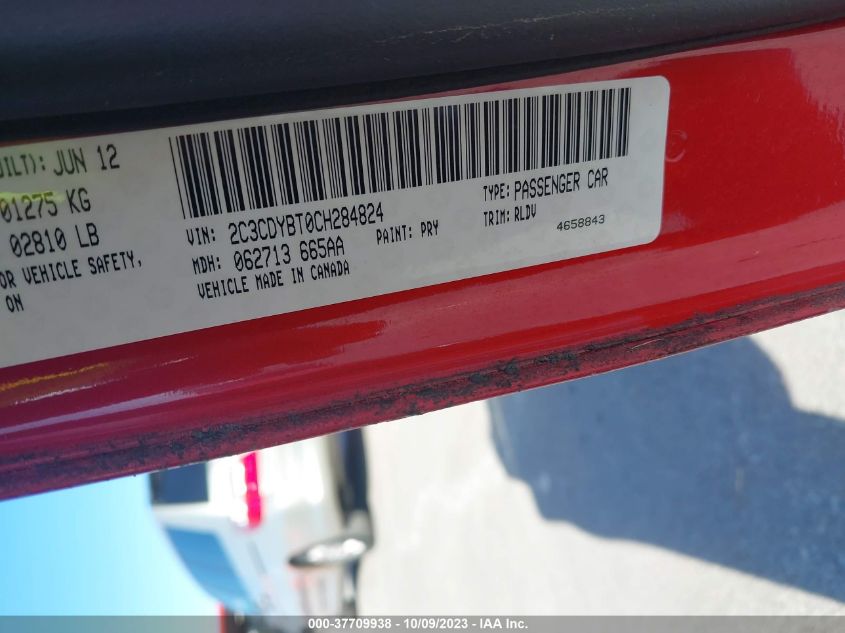 UILT): JUN 12
01275 KG
02810 LB
OR VEHICLE SAFETY,
ON
VIN: 2C3CDYBT0CH284824
MDH: 062713 665AA
PAINT: PRY
VEHICLE MADE IN CANADA
TYPE: PASSENGER CAR
TRIM: RLDV
4658843
000-37709938 - 10/09/2023 - IAA Inc.